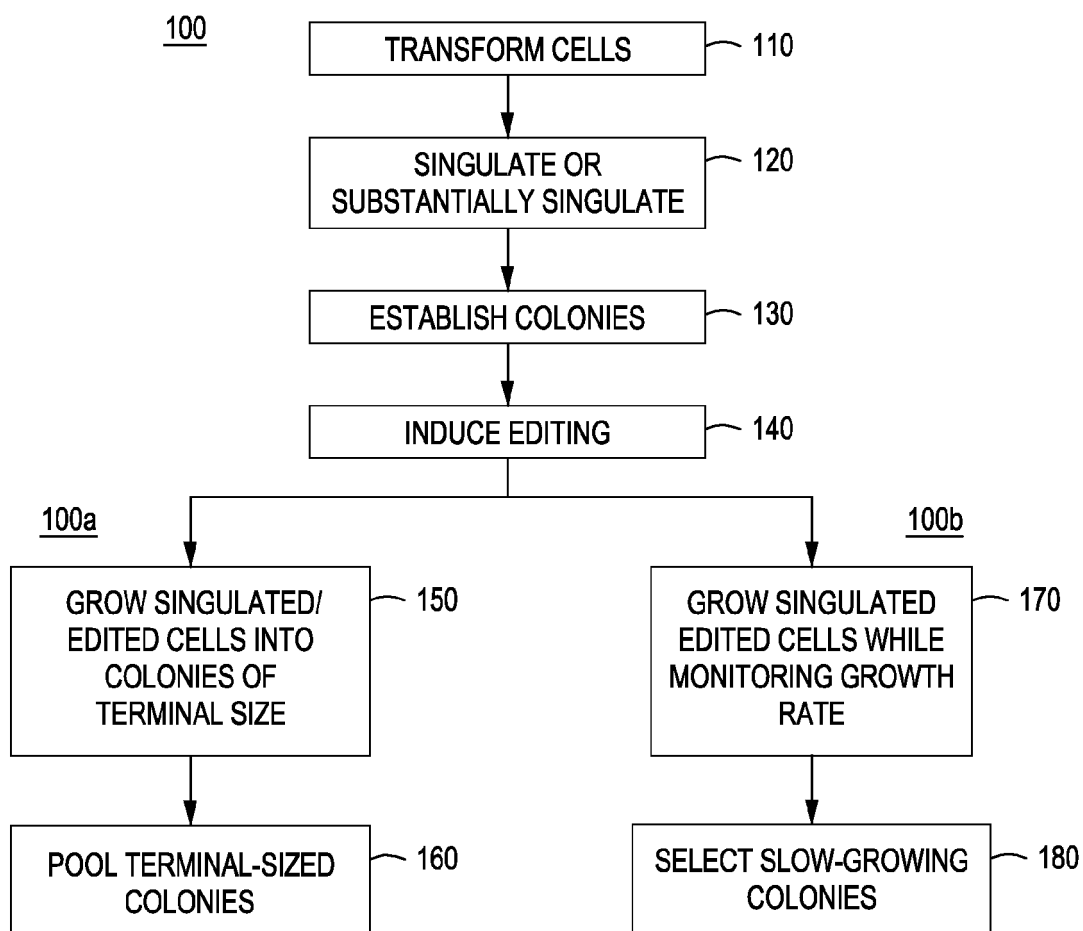 100
TRANSFORM CELLS
110
SINGULATE OR
SUBSTANTIALLY SINGULATE
120
ESTABLISH COLONIES
130
INDUCE EDITING
140
100a
100b
GROW SINGULATED/
EDITED CELLS INTO
COLONIES OF
TERMINAL SIZE
150
GROW SINGULATED
EDITED CELLS WHILE
MONITORING GROWTH
RATE
170
POOL TERMINAL-SIZED
COLONIES
160
SELECT SLOW-GROWING
COLONIES
180